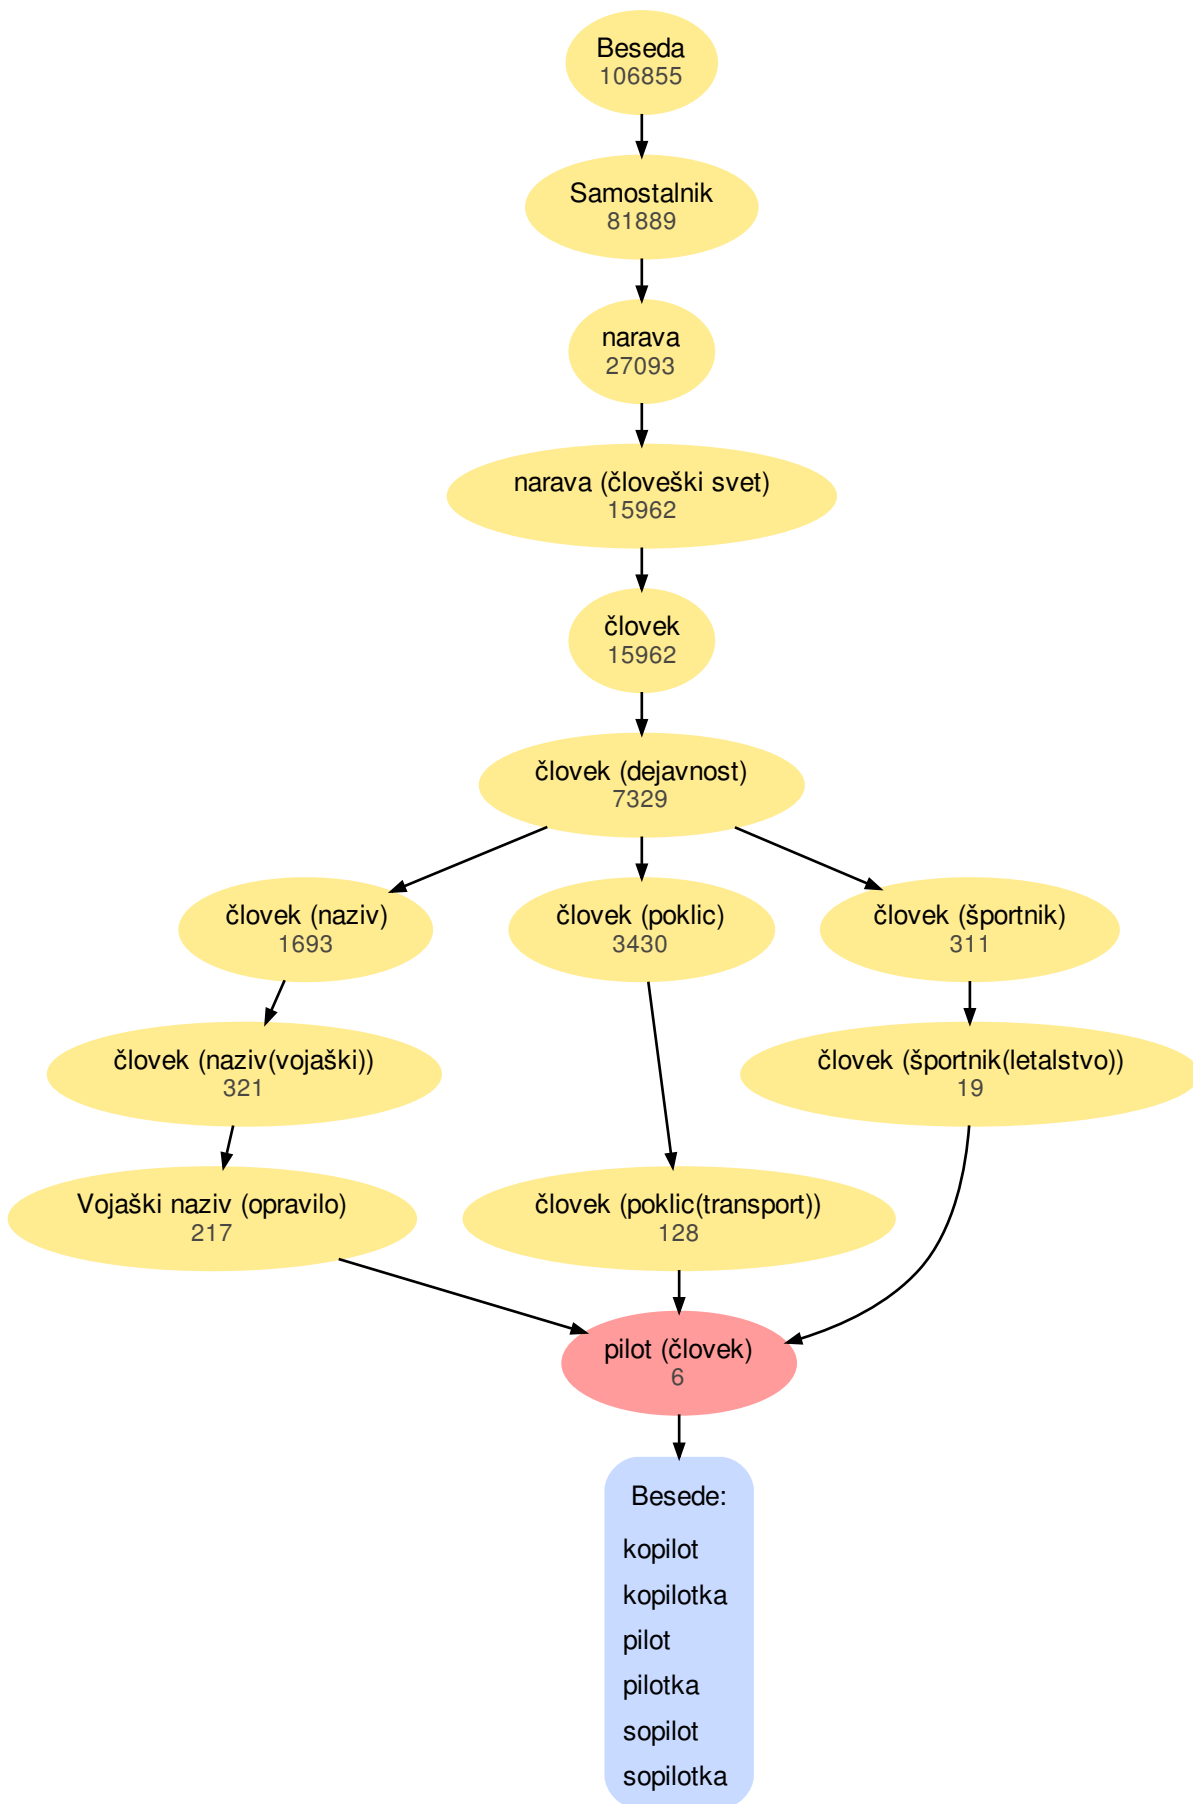 Beseda
106855
Samostalnik
81889
narava
27093
narava (človeški svet)
15962
človek
15962
človek (dejavnost)
7329
človek (naziv)
1693
človek (poklic)
3430
človek (športnik)
311
človek (naziv(vojaški))
321
človek (športnik(letalstvo))
19
Vojaški naziv (opravilo)
217
človek (poklic(transport))
128
pilot (človek)
6
Besede:
kopilot
kopilotka
pilot
pilotka
sopilot
sopilotka